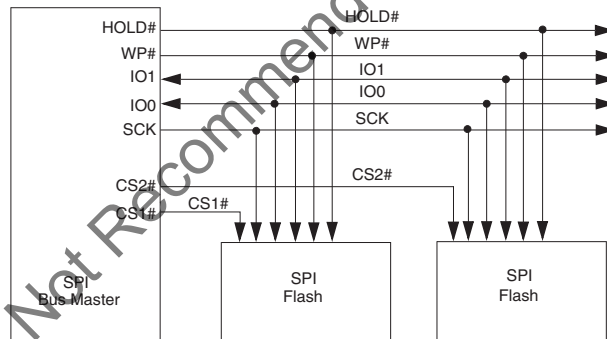 HOLD# HOLD#
WP# WP#
IO1 IO1
IO0 IO0
SCK SCK
CS2# CS2#
CS1# CS1#
SPI
Bus Master
SPI
Flash
SPI
Flash
Not Recommend